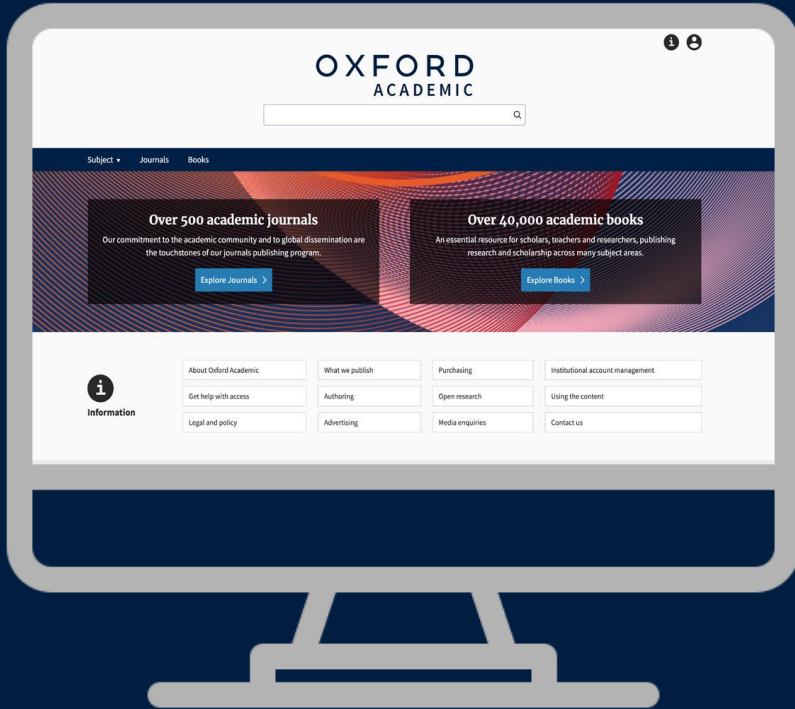 OXFORD
ACADEMIC
Subject ▾ Journals Books
Over 500 academic journals
Our commitment to the academic community and to global dissemination are
the touchstones of our journals publishing program.
Explore Journals >
Over 40,000 academic books
An essential resource for scholars, teachers and researchers, publishing
research and scholarship across many subject areas.
Explore Books >
i
Information
About Oxford Academic
What we publish
Purchasing
Institutional account management
Get help with access
Authoring
Open research
Using the content
Legal and policy
Advertising
Media enquiries
Contact us